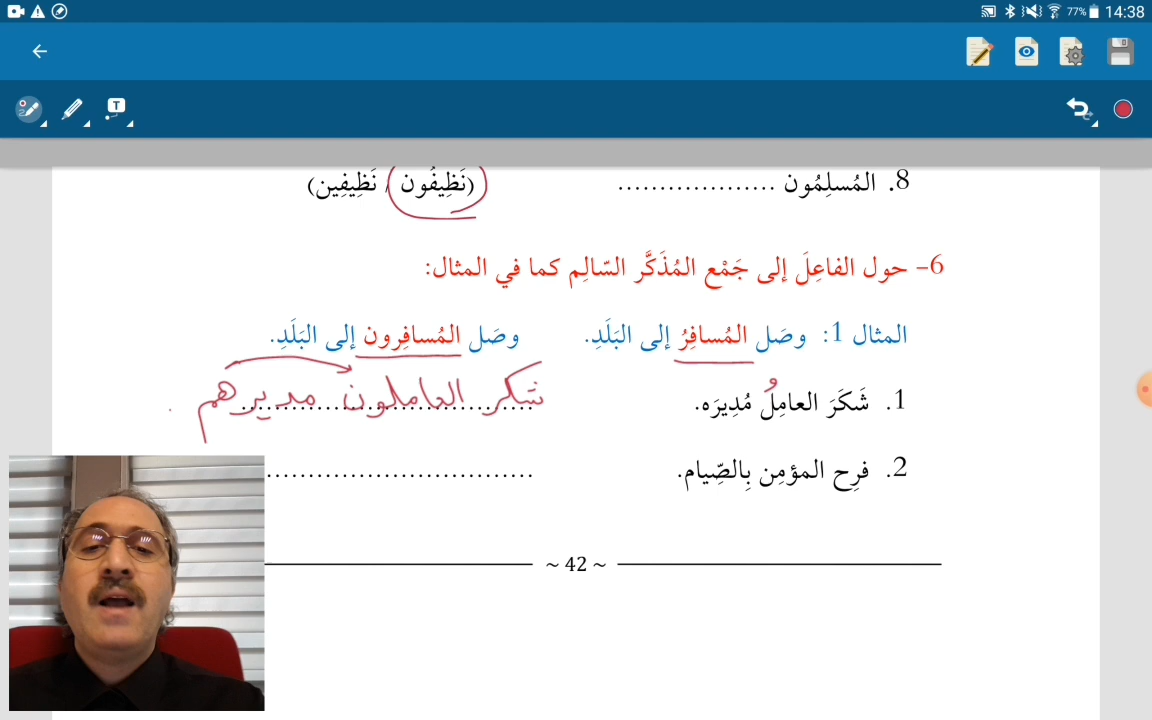 77% 14:38
T
8. المُسلِمُون ................... (نَظِيفُون / نَظِيفِين)
6- حول الفاعِلَ إلى جَمْع المُذَكَّر السّالِم كما في المثال:
المثال 1: وصَل المُسافِرُ إلى البَلَدِ. وصَل المُسافِرون إلى البَلَدِ.
1. شَكَرَ العامِلُ مُدِيرَه. شكر العاملون مديرهم
2. فرِح المؤمِن بِالصِّيام. ................................
~ 42 ~